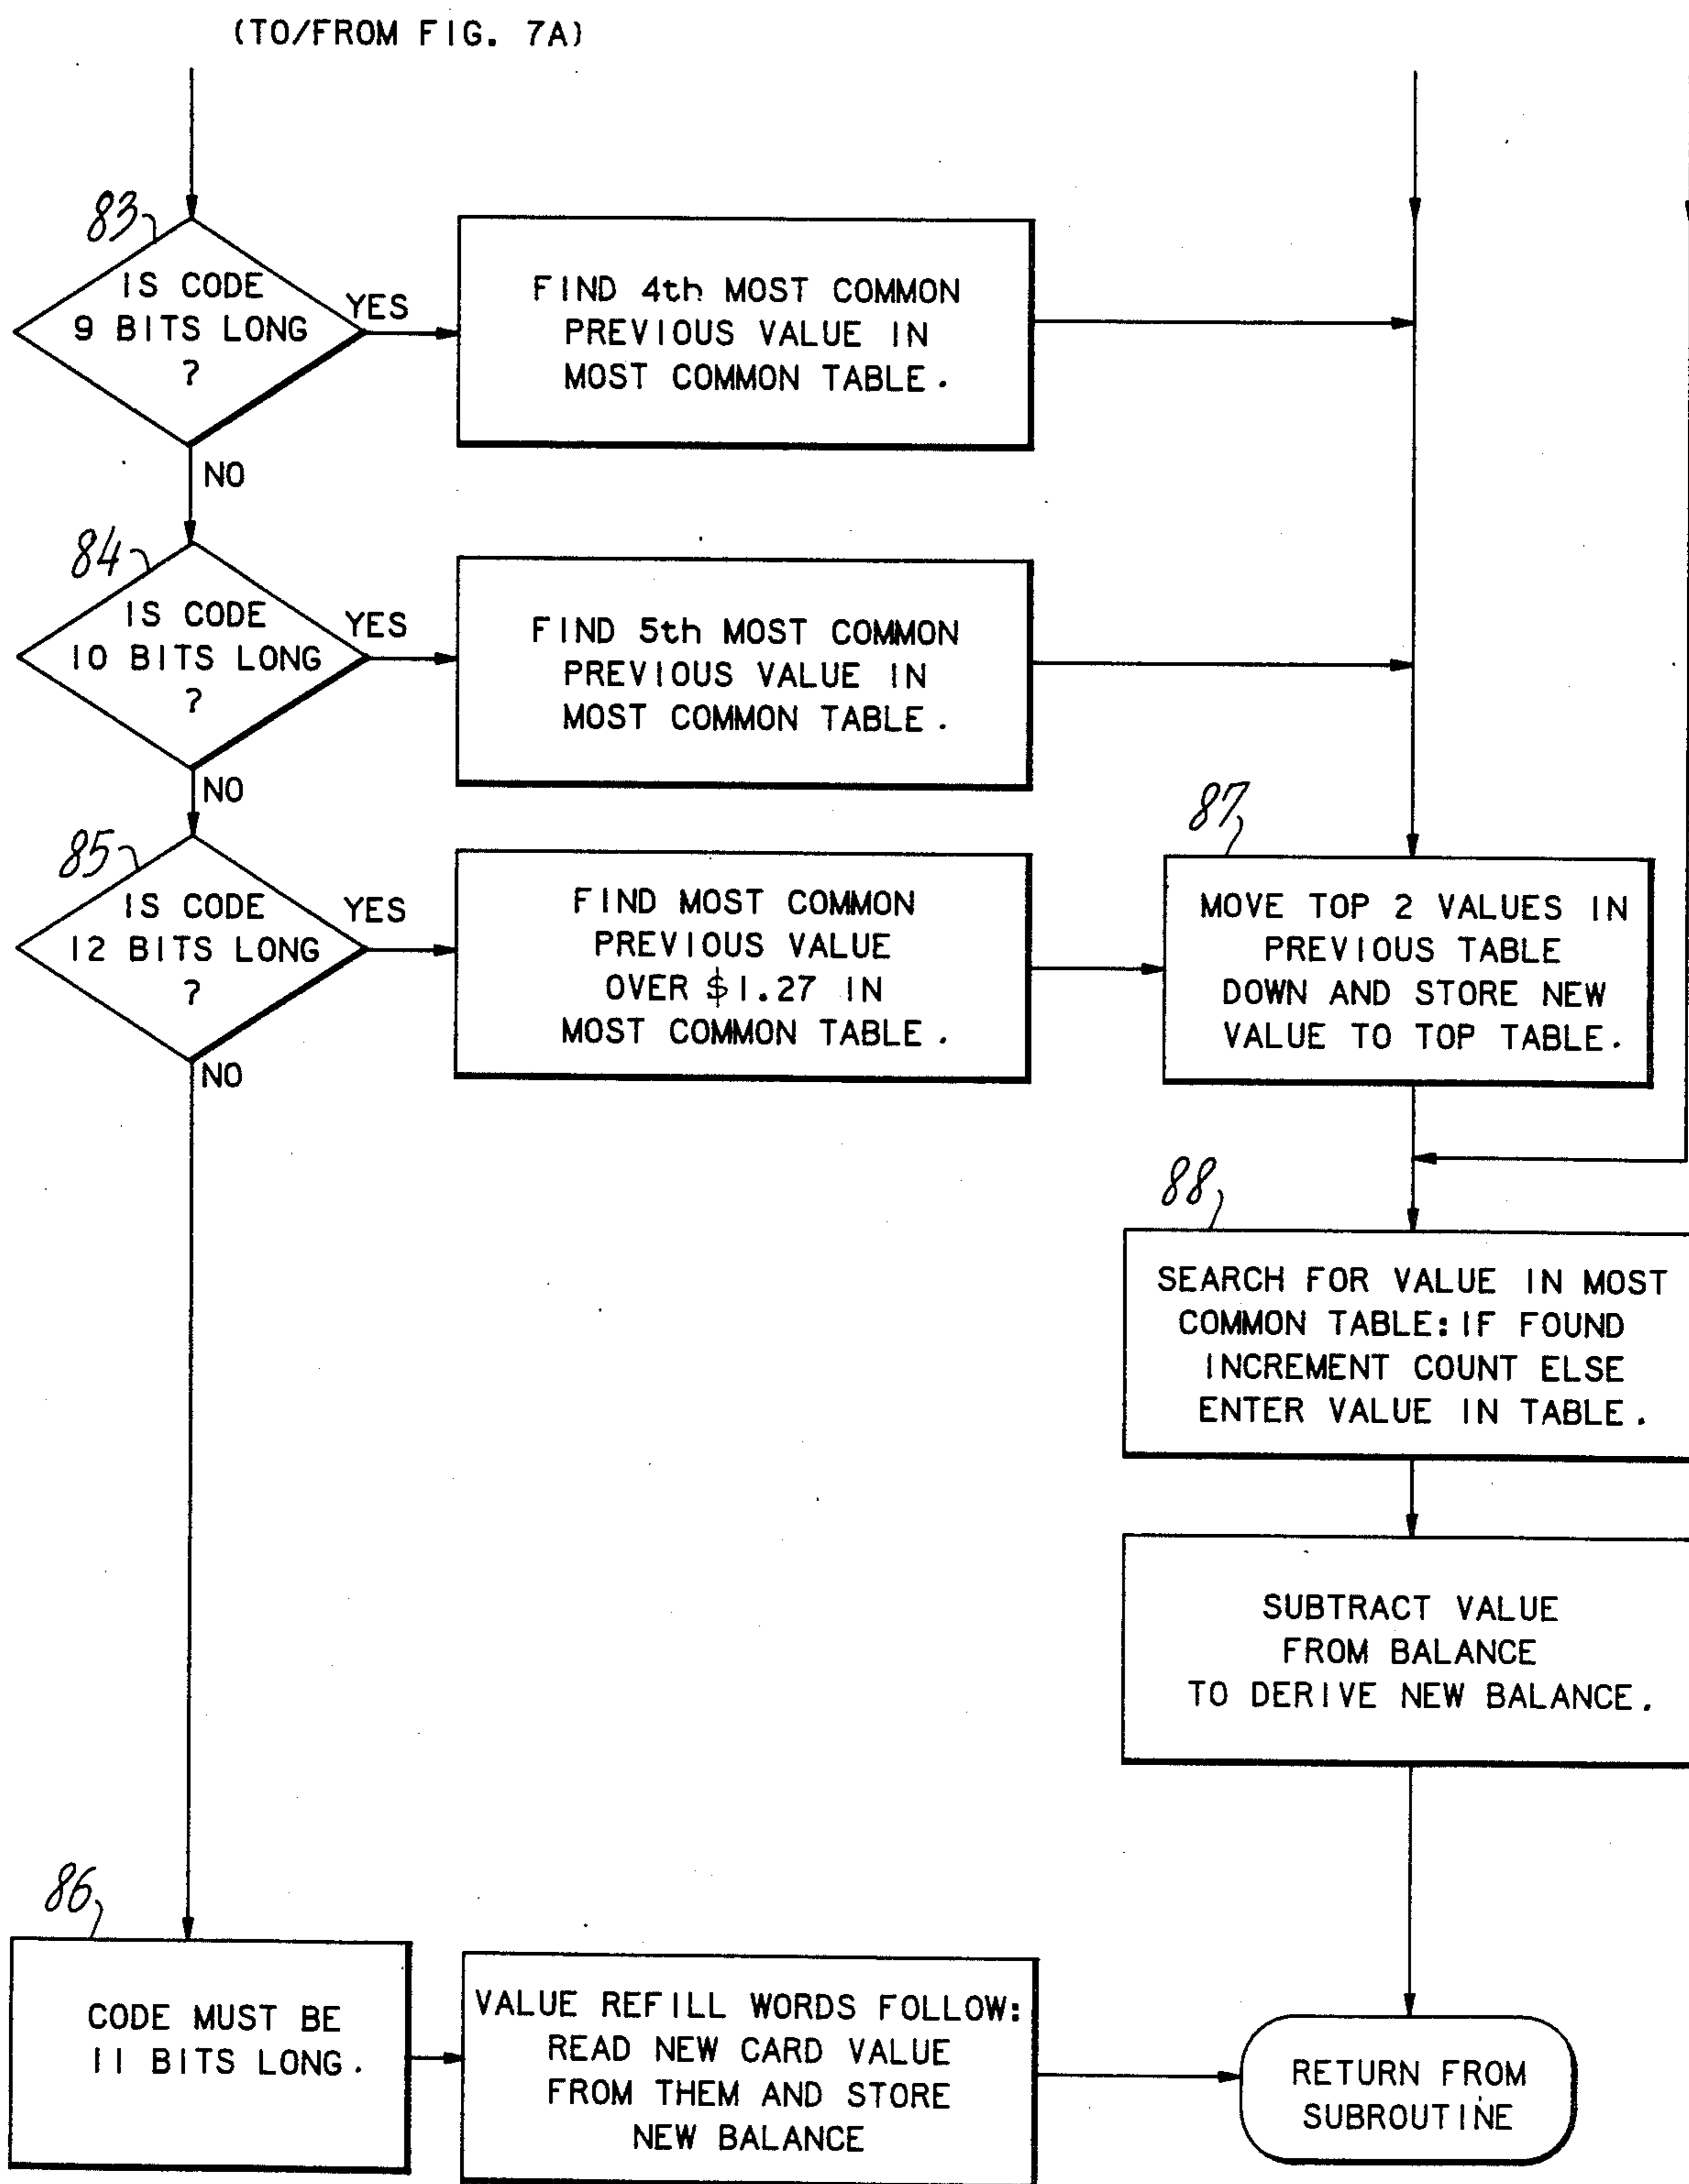 (TO/FROM FIG. 7A)
83
IS CODE
9 BITS LONG
?
YES
NO
FIND 4th MOST COMMON
PREVIOUS VALUE IN
MOST COMMON TABLE.
84
IS CODE
10 BITS LONG
?
YES
NO
FIND 5th MOST COMMON
PREVIOUS VALUE IN
MOST COMMON TABLE.
85
IS CODE
12 BITS LONG
?
YES
NO
FIND MOST COMMON
PREVIOUS VALUE
OVER $1.27 IN
MOST COMMON TABLE.
87
MOVE TOP 2 VALUES IN
PREVIOUS TABLE
DOWN AND STORE NEW
VALUE TO TOP TABLE.
88
SEARCH FOR VALUE IN MOST
COMMON TABLE: IF FOUND
INCREMENT COUNT ELSE
ENTER VALUE IN TABLE.
SUBTRACT VALUE
FROM BALANCE
TO DERIVE NEW BALANCE.
86
CODE MUST BE
11 BITS LONG.
VALUE REFILL WORDS FOLLOW:
READ NEW CARD VALUE
FROM THEM AND STORE
NEW BALANCE
RETURN FROM
SUBROUTINE